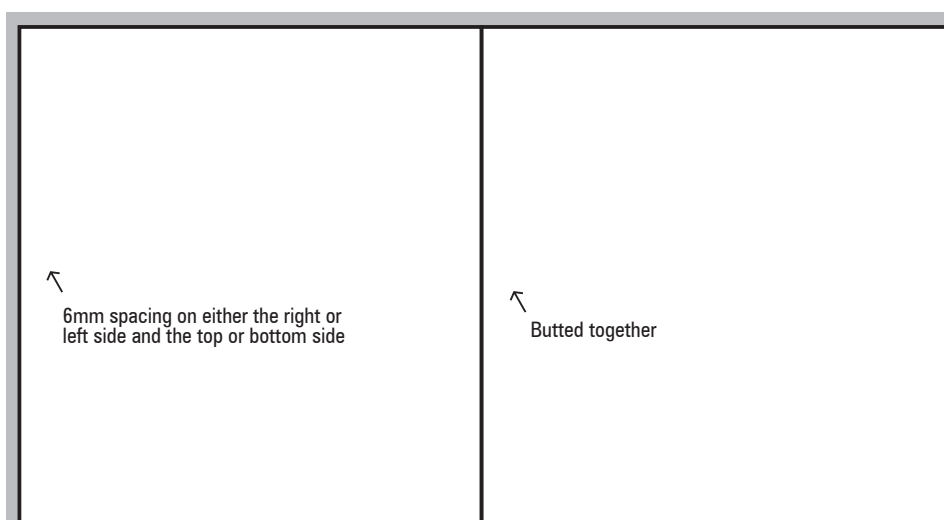 6mm spacing on either the right or
left side and the top or bottom side
Butted together